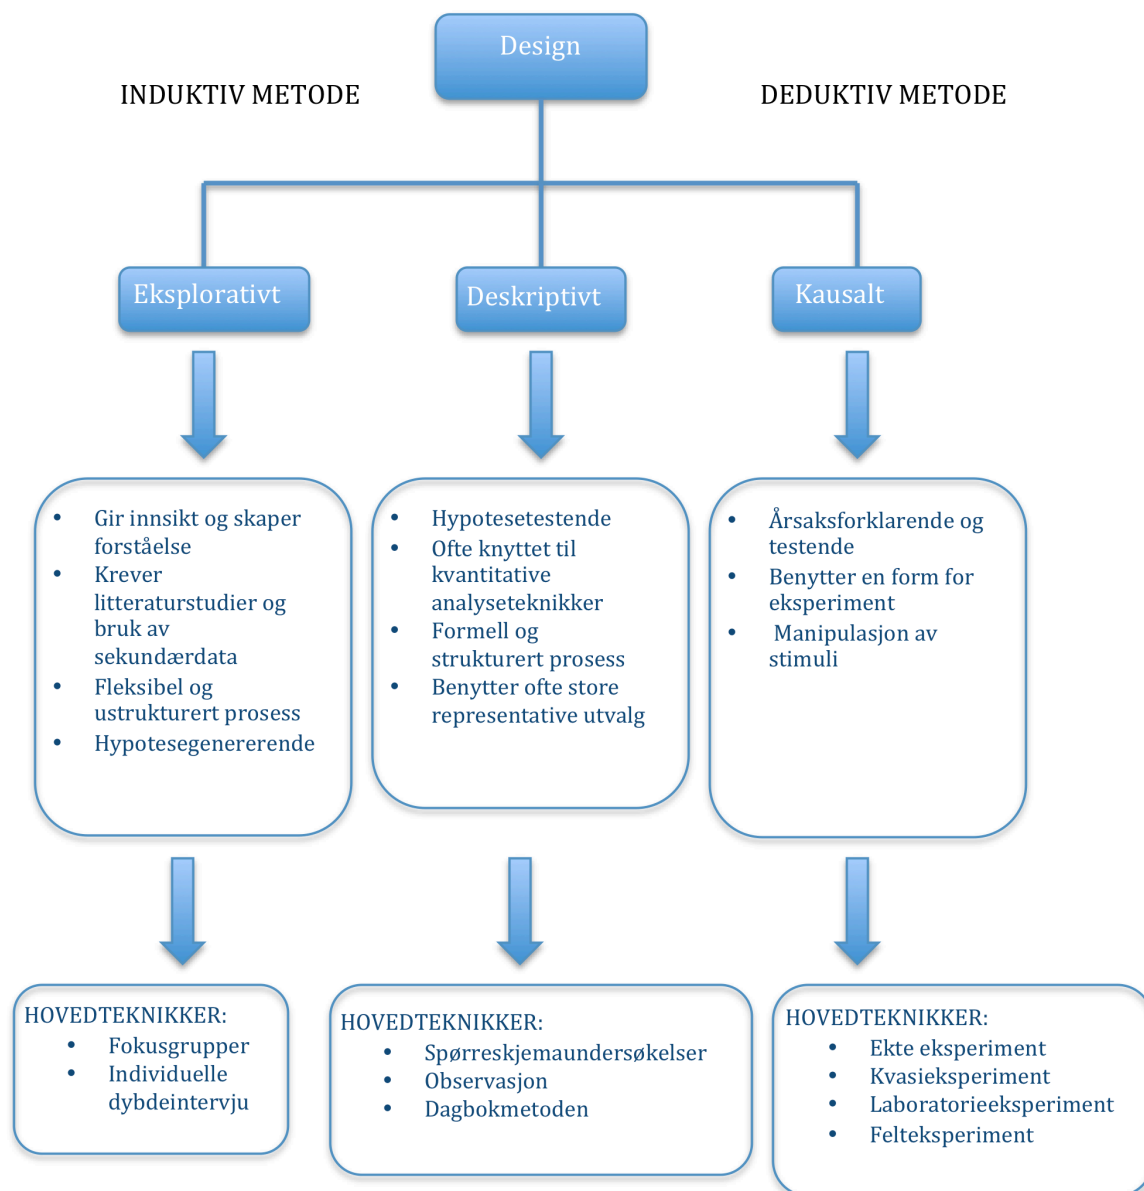 Design
INDUKTIV METODE
DEDUKTIV METODE
Eksplorativt
Deskriptivt
Kausalt
• Gir innsikt og skaper
forståelse
• Krever
litteraturstudier og
bruk av
sekundærdata
• Fleksibel og
ustrukturert prosess
• Hypotesegenererende
• Hypotesetestende
• Ofte knyttet til
kvantitative
analyseteknikker
• Formell og
strukturert prosess
• Benytter ofte store
representative utvalg
• Årsaksforklarende og
testende
• Benytter en form for
eksperiment
• Manipulasjon av
stimuli
HOVEDTEKNIKKER:
• Fokusgrupper
• Individuelle
dybdeintervju
HOVEDTEKNIKKER:
• Spørreskjemaundersøkelser
• Observasjon
• Dagbokmetoden
HOVEDTEKNIKKER:
• Ekte eksperiment
• Kvasieksperiment
• Laboratorieeksperiment
• Felteksperiment